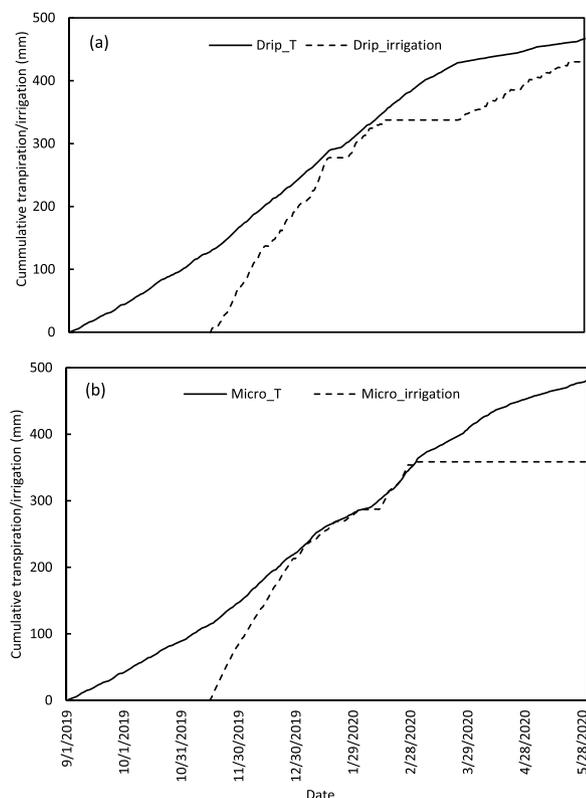 (a)
Drip_T
Drip_irrigation
500
400
300
200
100
0
Cummulative tranpiration/irrigation (mm)
(b)
Micro_T
Micro_irrigation
500
400
300
200
100
0
Cumulative transpiration/irrigation (mm)
9/1/2019
10/1/2019
10/31/2019
11/30/2019
12/30/2019
1/29/2020
2/28/2020
3/29/2020
4/28/2020
5/28/2020
Date